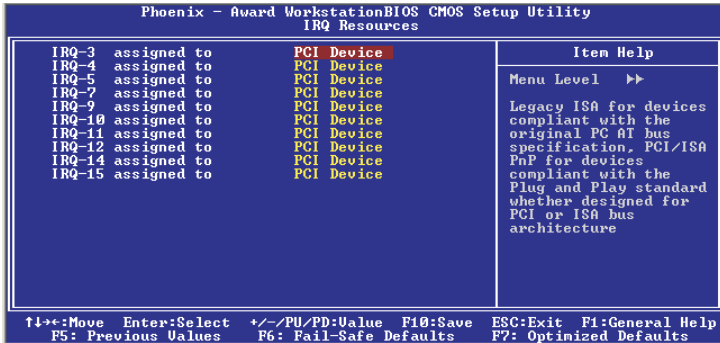 Phoenix - Award WorkstationBIOS CMOS Setup Utility
IRQ Resources
IRQ-3 assigned to PCI Device
IRQ-4 assigned to PCI Device
IRQ-5 assigned to PCI Device
IRQ-7 assigned to PCI Device
IRQ-9 assigned to PCI Device
IRQ-10 assigned to PCI Device
IRQ-11 assigned to PCI Device
IRQ-12 assigned to PCI Device
IRQ-14 assigned to PCI Device
IRQ-15 assigned to PCI Device
Item Help
Menu Level ▸▸
Legacy ISA for devices
compliant with the
original PC AT bus
specification, PCI/ISA
PnP for devices
compliant with the
Plug and Play standard
whether designed for
PCI or ISA bus
architecture
↑↓→←:Move Enter:Select +/-/PU/PD:Value F10:Save ESC:Exit F1:General Help
F5: Previous Values F6: Fail-Safe Defaults F7: Optimized Defaults